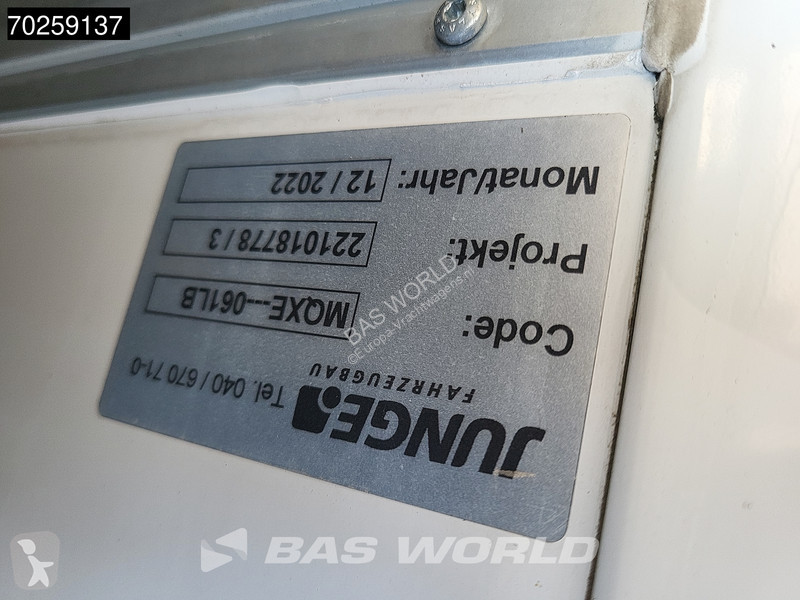 70259137
JUNGE
FAHRZEUGBAU
Tel. 040 / 670 71-0
Code: MQXE---061LB
Projekt: 221018778 / 3
Monat/Jahr: 12 / 2022
BAS WORLD
©Europa-Vrachtwagens.nl
BAS WORLD